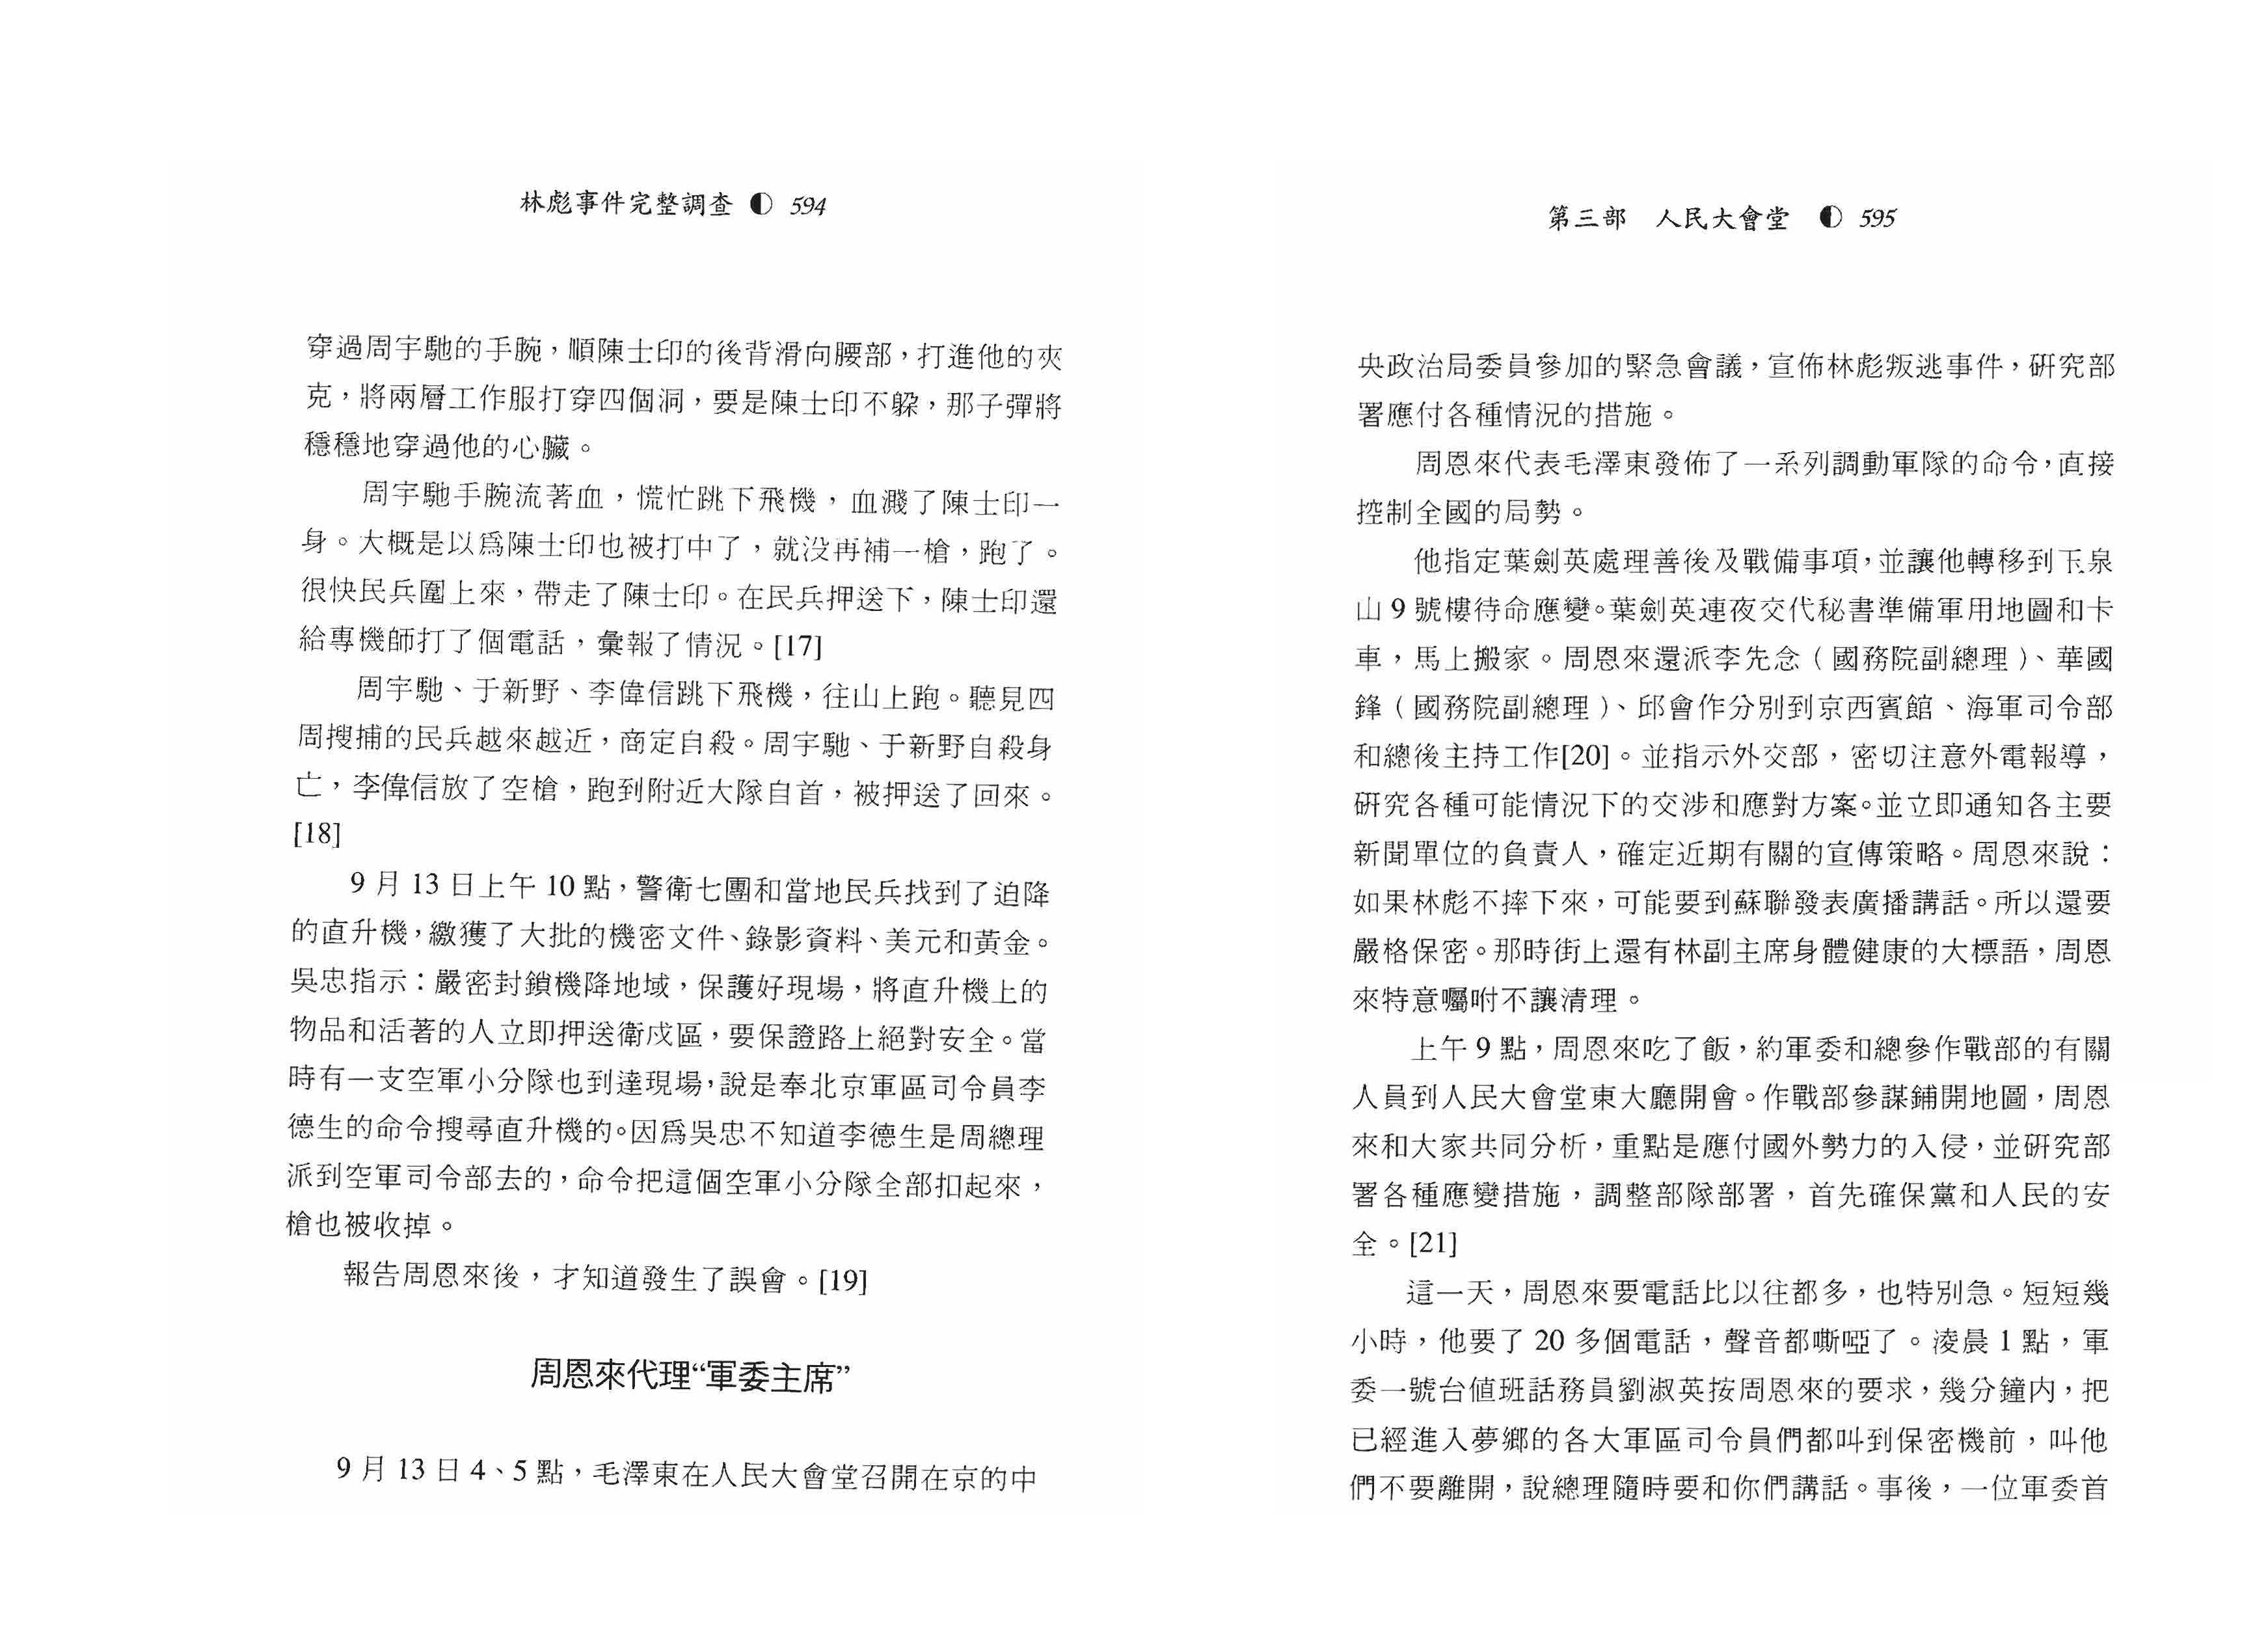 林彪事件完整調查 ◐ 594
穿過周宇馳的手腕，順陳士印的後背滑向腰部，打進他的夾
克，將兩層工作服打穿四個洞，要是陳士印不躲，那子彈將
穩穩地穿過他的心臟。
周宇馳手腕流著血，慌忙跳下飛機，血濺了陳士印一
身。大概是以爲陳士印也被打中了，就没再補一槍，跑了。
很快民兵圍上來，帶走了陳士印。在民兵押送下，陳士印還
給專機師打了個電話，彙報了情況。[17]
周宇馳、于新野、李偉信跳下飛機，往山上跑。聽見四
周搜捕的民兵越來越近，商定自殺。周宇馳、于新野自殺身
亡，李偉信放了空槍，跑到附近大隊自首，被押送了回來。
[18]
9 月 13 日上午 10 點，警衛七團和當地民兵找到了迫降
的直升機，繳獲了大批的機密文件、錄影資料、美元和黃金。
吳忠指示：嚴密封鎖機降地域，保護好現場，將直升機上的
物品和活著的人立即押送衛戍區，要保證路上絕對安全。當
時有一支空軍小分隊也到達現場，說是奉北京軍區司令員李
德生的命令搜尋直升機的。因爲吳忠不知道李德生是周總理
派到空軍司令部去的，命令把這個空軍小分隊全部扣起來，
槍也被收掉。
報告周恩來後，才知道發生了誤會。[19]
周恩來代理“軍委主席”
9 月 13 日 4、5 點，毛澤東在人民大會堂召開在京的中
第三部 人民大會堂 ◐ 595
央政治局委員參加的緊急會議，宣佈林彪叛逃事件，研究部
署應付各種情況的措施。
周恩來代表毛澤東發佈了一系列調動軍隊的命令，直接
控制全國的局勢。
他指定葉劍英處理善後及戰備事項，並讓他轉移到玉泉
山 9 號樓待命應變。葉劍英連夜交代秘書準備軍用地圖和卡
車，馬上搬家。周恩來還派李先念（國務院副總理）、華國
鋒（國務院副總理）、邱會作分別到京西賓館、海軍司令部
和總後主持工作[20]。並指示外交部，密切注意外電報導，
研究各種可能情況下的交涉和應對方案。並立即通知各主要
新聞單位的負責人，確定近期有關的宣傳策略。周恩來說：
如果林彪不摔下來，可能要到蘇聯發表廣播講話。所以還要
嚴格保密。那時街上還有林副主席身體健康的大標語，周恩
來特意囑咐不讓清理。
上午 9 點，周恩來吃了飯，約軍委和總參作戰部的有關
人員到人民大會堂東大廳開會。作戰部參謀鋪開地圖，周恩
來和大家共同分析，重點是應付國外勢力的入侵，並研究部
署各種應變措施，調整部隊部署，首先確保黨和人民的安
全。[21]
這一天，周恩來要電話比以往都多，也特別急。短短幾
小時，他要了 20 多個電話，聲音都嘶啞了。凌晨 1 點，軍
委一號台值班話務員劉淑英按周恩來的要求，幾分鐘内，把
已經進入夢鄉的各大軍區司令員們都叫到保密機前，叫他
們不要離開，說總理隨時要和你們講話。事後，一位軍委首